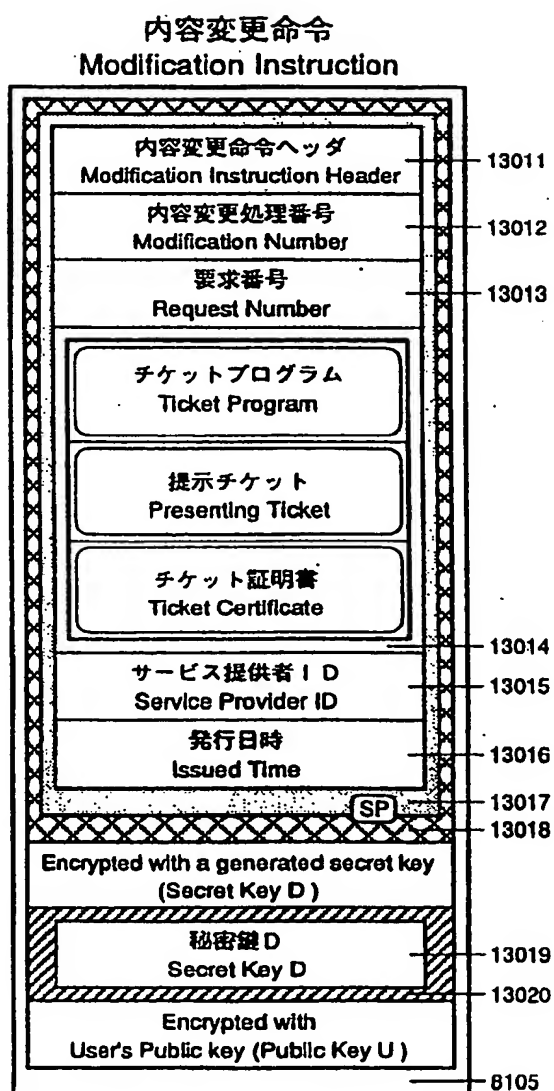 内容変更命令
Modification Instruction
内容変更命令ヘッダ
Modification Instruction Header
13011
内容変更処理番号
Modification Number
13012
要求番号
Request Number
13013
チケットプログラム
Ticket Program
提示チケット
Presenting Ticket
チケット証明書
Ticket Certificate
13014
サービス提供者ID
Service Provider ID
13015
発行日時
Issued Time
13016
13017
SP
13018
Encrypted with a generated secret key
(Secret Key D)
秘密鍵D
Secret Key D
13019
13020
Encrypted with
User's Public key (Public Key U)
8105